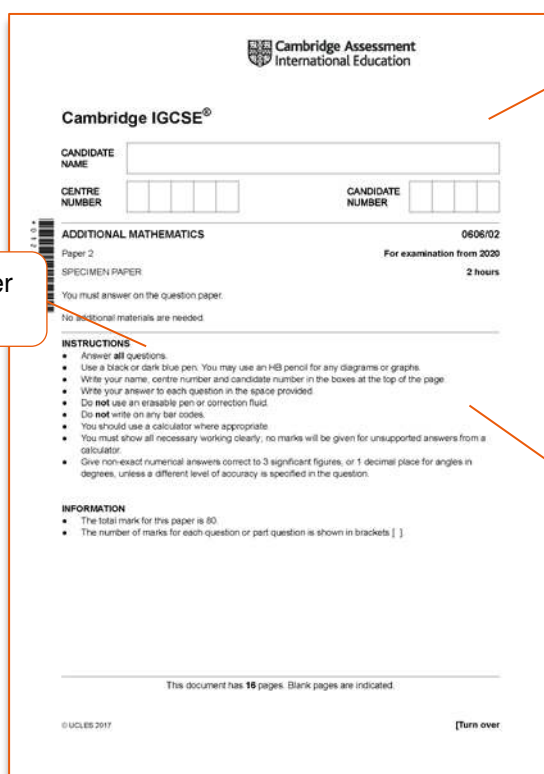 Cambridge Assessment
International Education
Cambridge IGCSE®
CANDIDATE
NAME
CENTRE
NUMBER
CANDIDATE
NUMBER
ADDITIONAL MATHEMATICS 0606/02
Paper 2 For examination from 2020
SPECIMEN PAPER 2 hours
er
You must answer on the question paper.
No additional materials are needed.
INSTRUCTIONS
• Answer all questions.
• Use a black or dark blue pen. You may use an HB pencil for any diagrams or graphs.
• Write your name, centre number and candidate number in the boxes at the top of the page.
• Write your answer to each question in the space provided.
• Do not use an erasable pen or correction fluid.
• Do not write on any bar codes.
• You should use a calculator where appropriate.
• You must show all necessary working clearly; no marks will be given for unsupported answers from a
calculator.
• Give non-exact numerical answers correct to 3 significant figures, or 1 decimal place for angles in
degrees, unless a different level of accuracy is specified in the question.
INFORMATION
• The total mark for this paper is 80.
• The number of marks for each question or part question is shown in brackets [ ].
This document has 16 pages. Blank pages are indicated.
© UCLES 2017 [Turn over